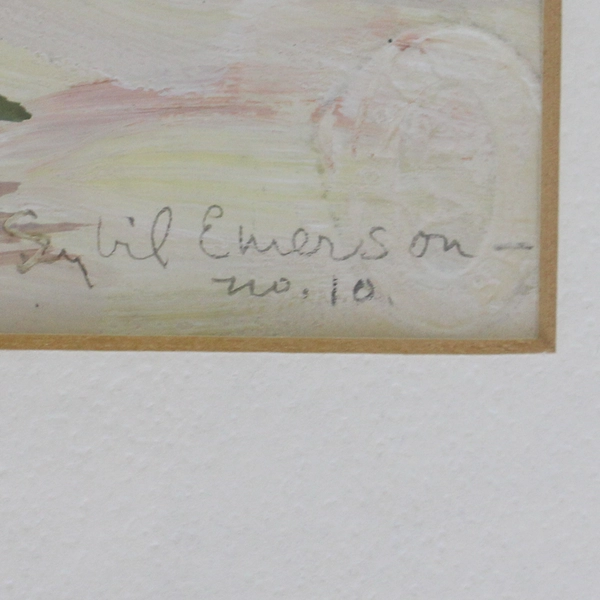 Sybil Emerson —
no. 10.